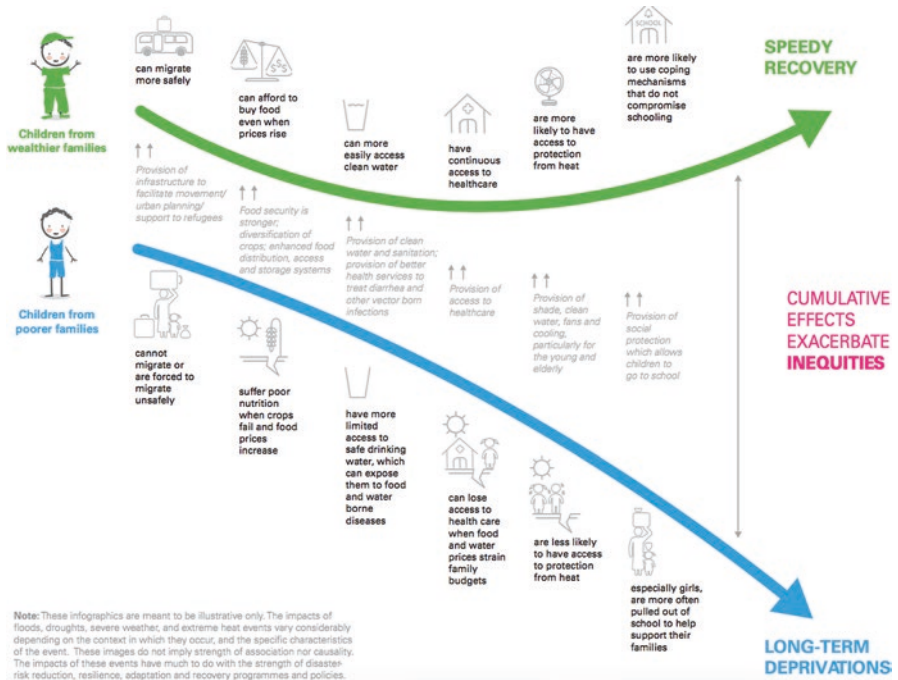 Children from
wealthier families
can migrate
more safely
can afford to
buy food
even when
prices rise
can more
easily access
clean water
have
continuous
access to
healthcare
are more
likely to have
access to
protection
from heat
SCHOOL
are more likely
to use coping
mechanisms
that do not
compromise
schooling
SPEEDY
RECOVERY
Provision of
infrastructure to
facilitate movement/
urban planning/
support to refugees
Food security is
stronger;
diversification of
crops; enhanced food
distribution, access
and storage systems
Provision of clean
water and sanitation;
provision of better
health services to
treat diarrhea and
other vector born
infections
Provision of
access to
healthcare
Provision of
shade, clean
water, fans and
cooling,
particularly for
the young and
elderly
Provision of
social
protection
which allows
children to
go to school
CUMULATIVE
EFFECTS
EXACERBATE
INEQUITIES
Children from
poorer families
cannot
migrate or
are forced to
migrate
unsafely
suffer poor
nutrition
when crops
fail and food
prices
increase
have more
limited
access to
safe drinking
water, which
can expose
them to food
and water
borne
diseases
can lose
access to
health care
when food
and water
prices strain
family
budgets
are less likely
to have access
to protection
from heat
especially girls,
are more often
pulled out of
school to help
support their
families
LONG-TERM
DEPRIVATIONS
Note: These infographics are meant to be illustrative only. The impacts of
floods, droughts, severe weather, and extreme heat events vary considerably
depending on the context in which they occur, and the specific characteristics
of the event. These images do not imply strength of association nor causality.
The impacts of these events have much to do with the strength of disaster-
risk reduction, resilience, adaptation and recovery programmes and policies.